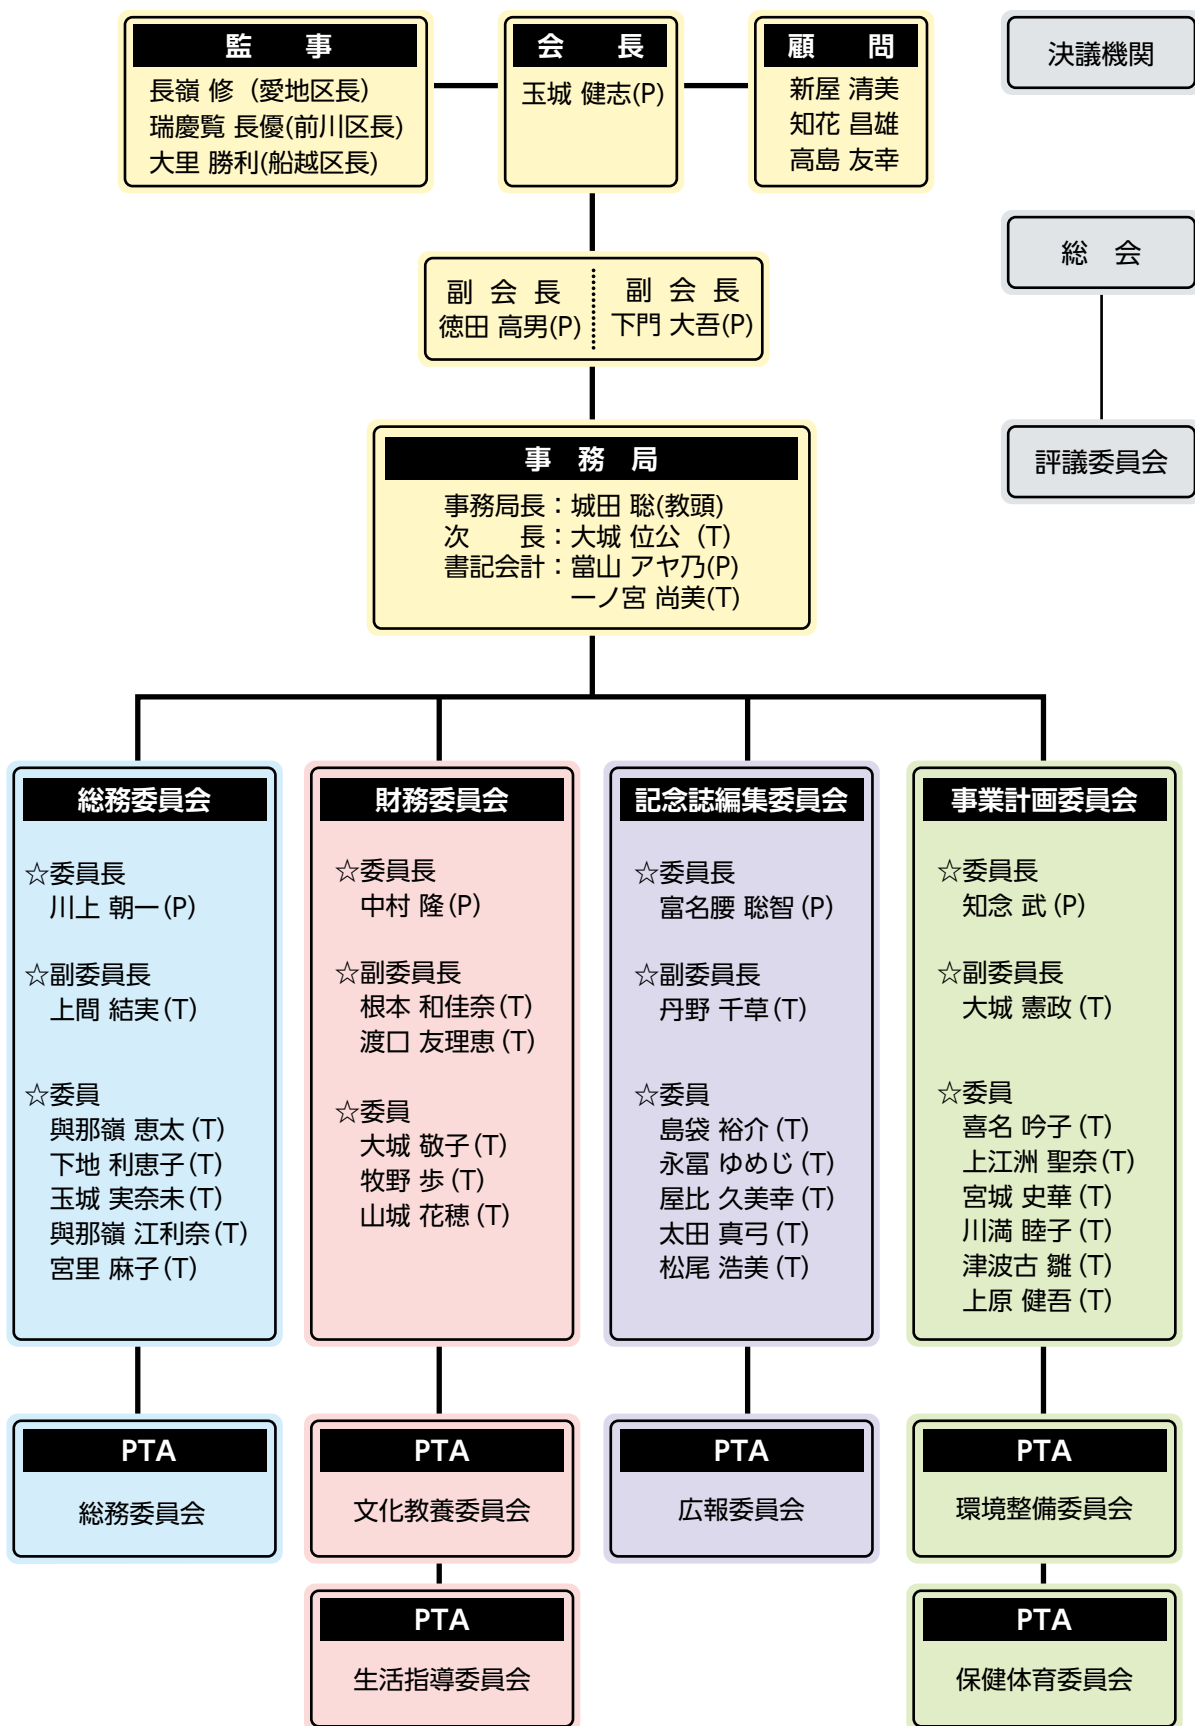 監　事
長嶺 修（愛地区長）
瑞慶覧 長優(前川区長)
大里 勝利(船越区長)
会　長
玉城 健志(P)
顧　問
新屋 清美
知花 昌雄
高島 友幸
決議機関
総　会
評議委員会
副 会 長
徳田 高男(P)
副 会 長
下門 大吾(P)
事 務 局
事務局長：城田 聡(教頭)
次　　長：大城 位公（T)
書記会計：當山 アヤ乃(P)
一ノ宮 尚美(T)
総務委員会
☆委員長
川上 朝一(P)
☆副委員長
上間 結実(T)
☆委員
與那嶺 恵太(T)
下地 利恵子(T)
玉城 実奈未(T)
與那嶺 江利奈(T)
宮里 麻子(T)
財務委員会
☆委員長
中村 隆(P)
☆副委員長
根本 和佳奈(T)
渡口 友理恵(T)
☆委員
大城 敬子(T)
牧野 歩(T)
山城 花穂(T)
記念誌編集委員会
☆委員長
富名腰 聡智(P)
☆副委員長
丹野 千草(T)
☆委員
島袋 裕介(T)
永冨 ゆめじ(T)
屋比 久美幸(T)
太田 真弓(T)
松尾 浩美(T)
事業計画委員会
☆委員長
知念 武(P)
☆副委員長
大城 憲政(T)
☆委員
喜名 吟子(T)
上江洲 聖奈(T)
宮城 史華(T)
川満 睦子(T)
津波古 雛(T)
上原 健吾(T)
PTA
総務委員会
PTA
文化教養委員会
PTA
広報委員会
PTA
環境整備委員会
PTA
生活指導委員会
PTA
保健体育委員会